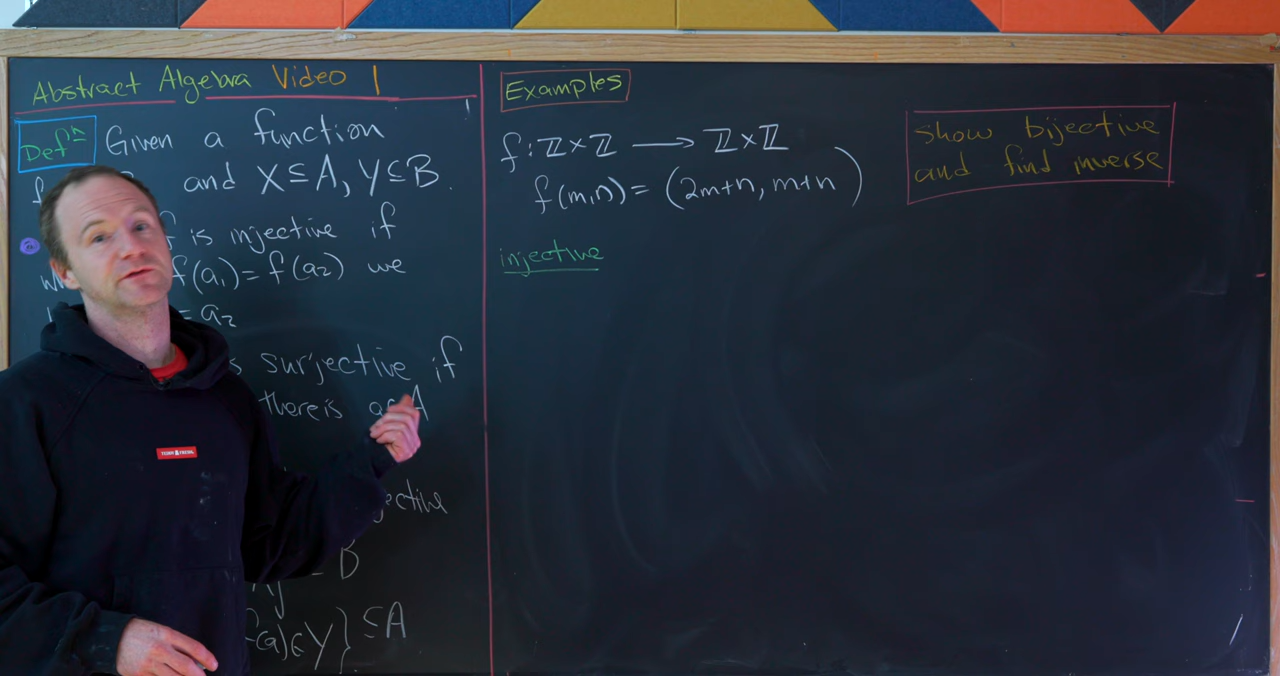 Abstract Algebra Video 1
Defⁿ Given a function
and X ⊆ A, Y ⊆ B.
f is injective if
f(a₁) = f(a₂) we
= a₂
surjective if
there is a∈A
B
f(a) ∈ Y} ⊆ A
Examples
f: ℤ×ℤ ⟶ ℤ×ℤ
f(m,n) = (2m+n, m+n)
show bijective
and find inverse
injective